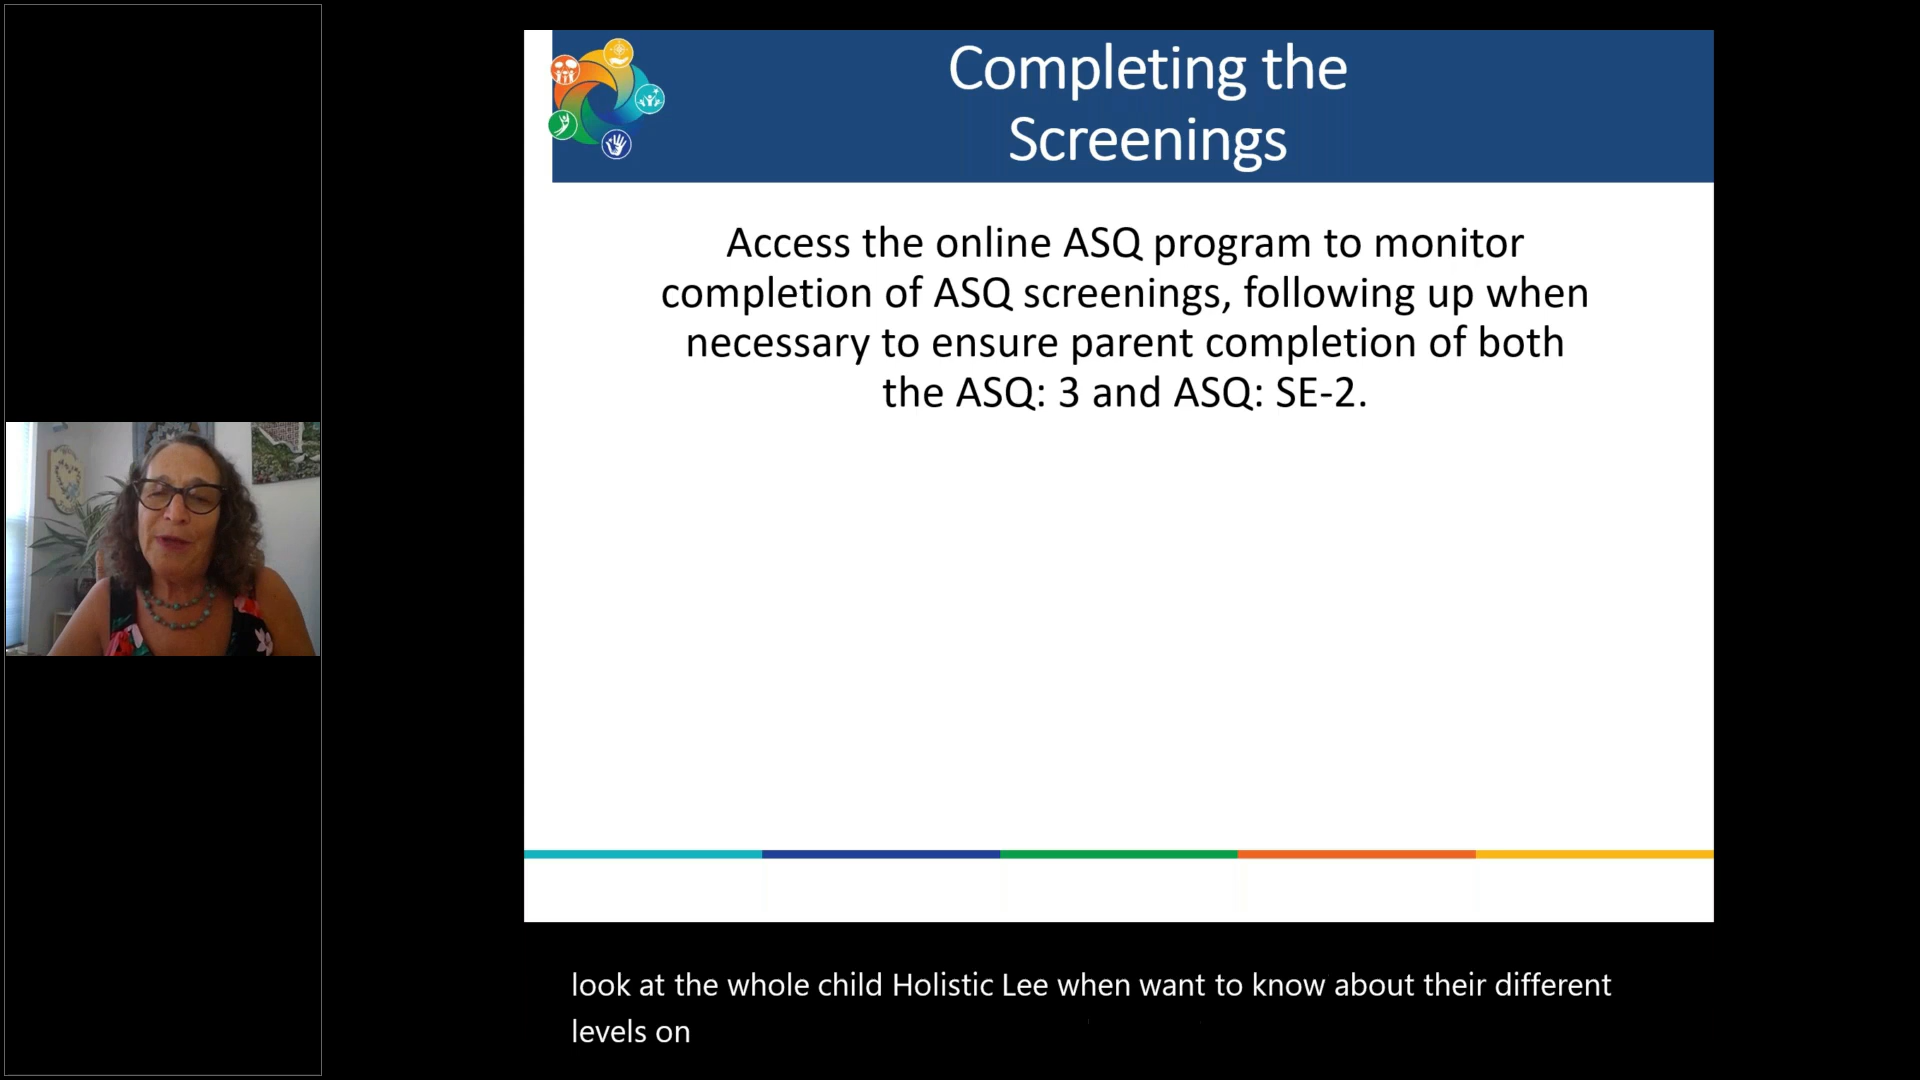 Completing the
Screenings
Access the online ASQ program to monitor
completion of ASQ screenings, following up when
necessary to ensure parent completion of both
the ASQ: 3 and ASQ: SE-2.
look at the whole child Holistic Lee when want to know about their different
levels on